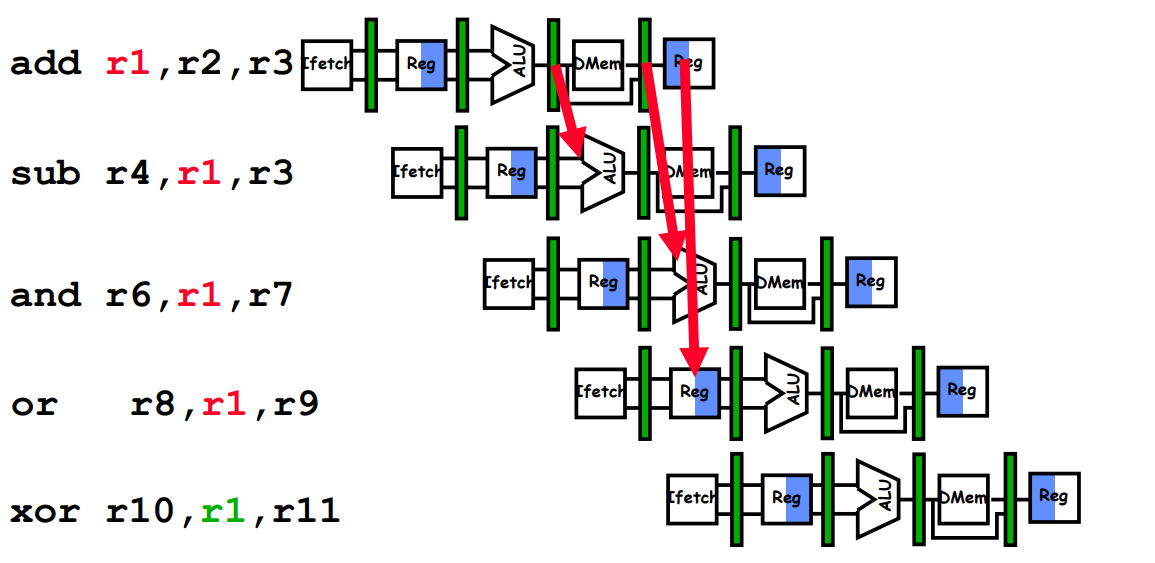 add r1,r2,r3 Ifetch Reg ALU DMem Reg
sub r4,r1,r3 Ifetch Reg ALU DMem Reg
and r6,r1,r7 Ifetch Reg ALU DMem Reg
or r8,r1,r9 Ifetch Reg ALU DMem Reg
xor r10,r1,r11 Ifetch Reg ALU DMem Reg